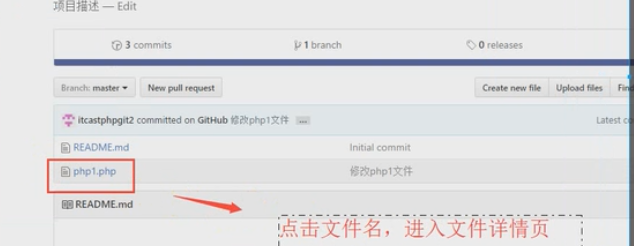 项目描述 — Edit
3 commits 1 branch 0 releases
Branch: master New pull request Create new file Upload files
itcastphpgit2 committed on GitHub 修改php1文件 ... Latest
README.md Initial commit
php1.php 修改php1文件
README.md
点击文件名，进入文件详情页